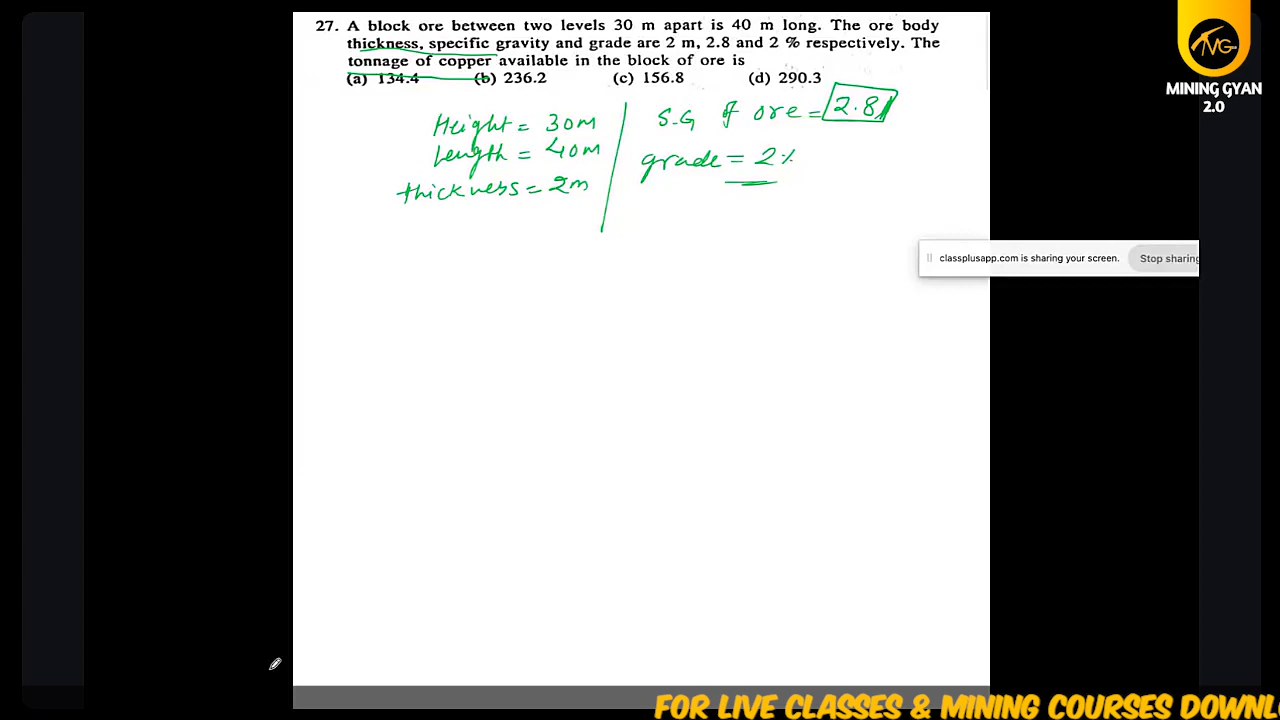 27. A block ore between two levels 30 m apart is 40 m long. The ore body
thickness, specific gravity and grade are 2 m, 2.8 and 2 % respectively. The
tonnage of copper available in the block of ore is
(a) 134.4 (b) 236.2 (c) 156.8 (d) 290.3
Height = 30m
Length = 40m
thickness = 2m
S.G of ore = 2.8
grade = 2%
TMG
MINING GYAN
2.0
classplusapp.com is sharing your screen. Stop sharing
FOR LIVE CLASSES & MINING COURSES DOWNL